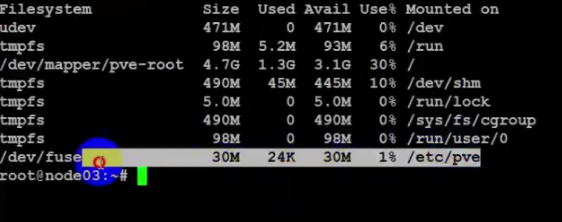 Filesystem Size Used Avail Use% Mounted on
udev 471M 0 471M 0% /dev
tmpfs 98M 5.2M 93M 6% /run
/dev/mapper/pve-root 4.7G 1.3G 3.1G 30% /
tmpfs 490M 45M 445M 10% /dev/shm
tmpfs 5.0M 0 5.0M 0% /run/lock
tmpfs 490M 0 490M 0% /sys/fs/cgroup
tmpfs 98M 0 98M 0% /run/user/0
/dev/fuse 30M 24K 30M 1% /etc/pve
root@node03:~#